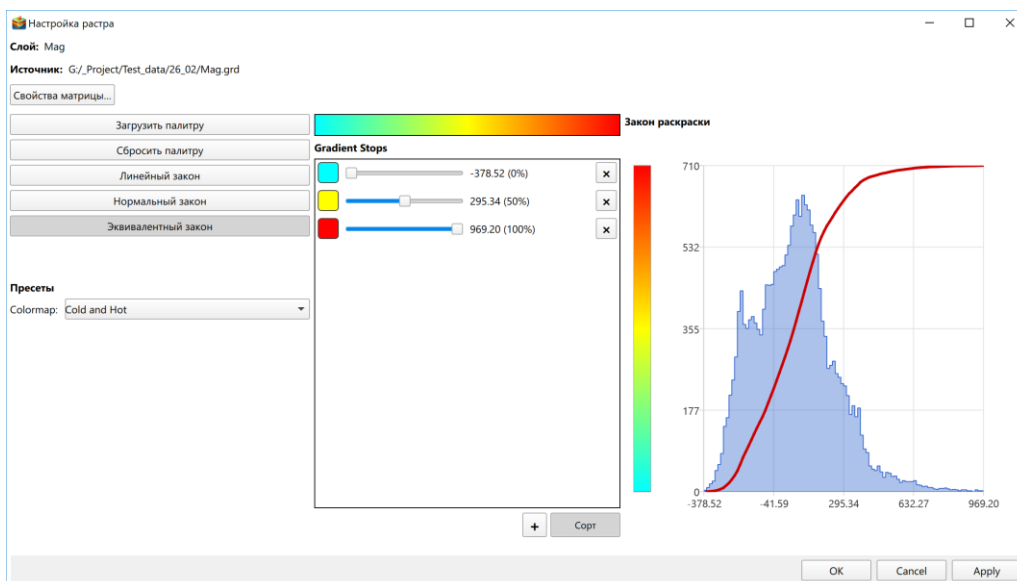 Настройка растра
Слой: Mag
Источник: G:/_Project/Test_data/26_02/Mag.grd
Свойства матрицы...
Загрузить палитру
Сбросить палитру
Линейный закон
Нормальный закон
Эквивалентный закон
Пресеты
Colormap: Cold and Hot
Gradient Stops
-378.52 (0%)
295.34 (50%)
969.20 (100%)
+
Сорт
Закон раскраски
710
532
355
177
0
-378.52 -41.59 295.34 632.27 969.20
OK Cancel Apply